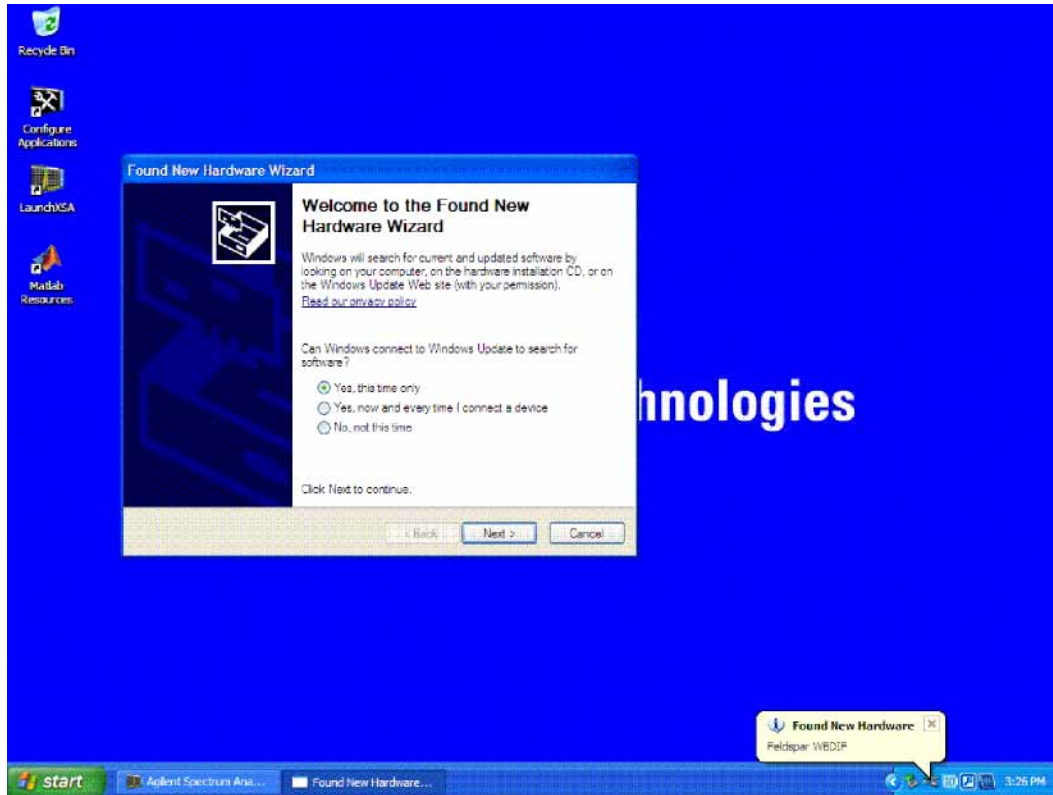 Recycle Bin
Configure
Applications
LaunchXSA
Matlab
Resources
Found New Hardware Wizard
Welcome to the Found New
Hardware Wizard
Windows will search for current and updated software by
looking on your computer, on the hardware installation CD, or on
the Windows Update Web site (with your permission).
Read our privacy policy
Can Windows connect to Windows Update to search for
software?
Yes, this time only
Yes, now and every time I connect a device
No, not this time
Click Next to continue.
< Back
Next >
Cancel
hnologies
Found New Hardware
Feldspar WBDIF
start
Agilent Spectrum Ana...
Found New Hardware...
3:26 PM